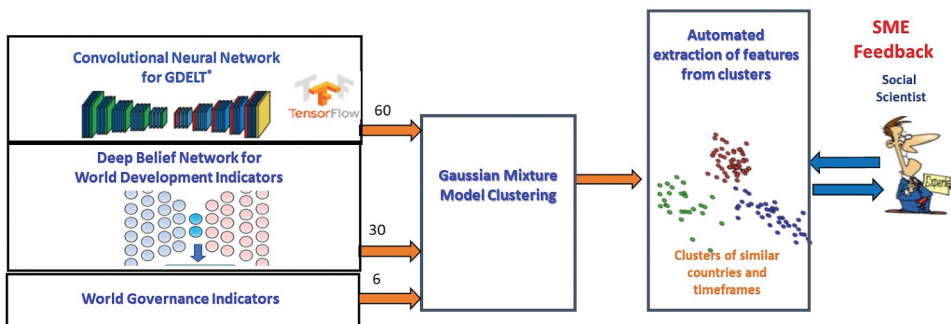 Convolutional Neural Network
for GDELT*
TensorFlow
60
Deep Belief Network for
World Development Indicators
30
World Governance Indicators
6
Gaussian Mixture
Model Clustering
Automated
extraction of features
from clusters
Clusters of similar
countries and
timeframes
SME
Feedback
Social
Scientist